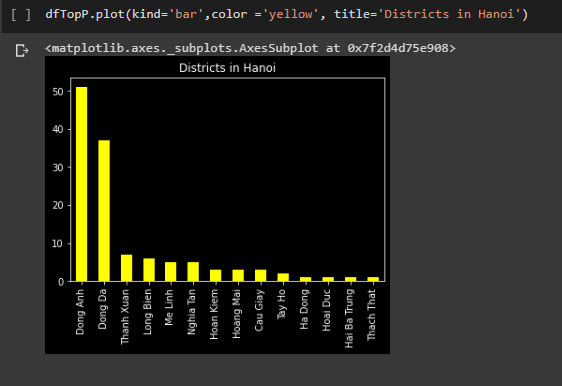 [ ] dfTopP.plot(kind='bar',color ='yellow', title='Districts in Hanoi')
<matplotlib.axes._subplots.AxesSubplot at 0x7f2d4d75e908>
Districts in Hanoi
50
40
30
20
10
0
Dong Anh
Dong Da
Thanh Xuan
Long Bien
Me Linh
Nghia Tan
Hoan Kiem
Hoang Mai
Cau Giay
Tay Ho
Ha Dong
Hoai Duc
Hai Ba Trung
Thach That